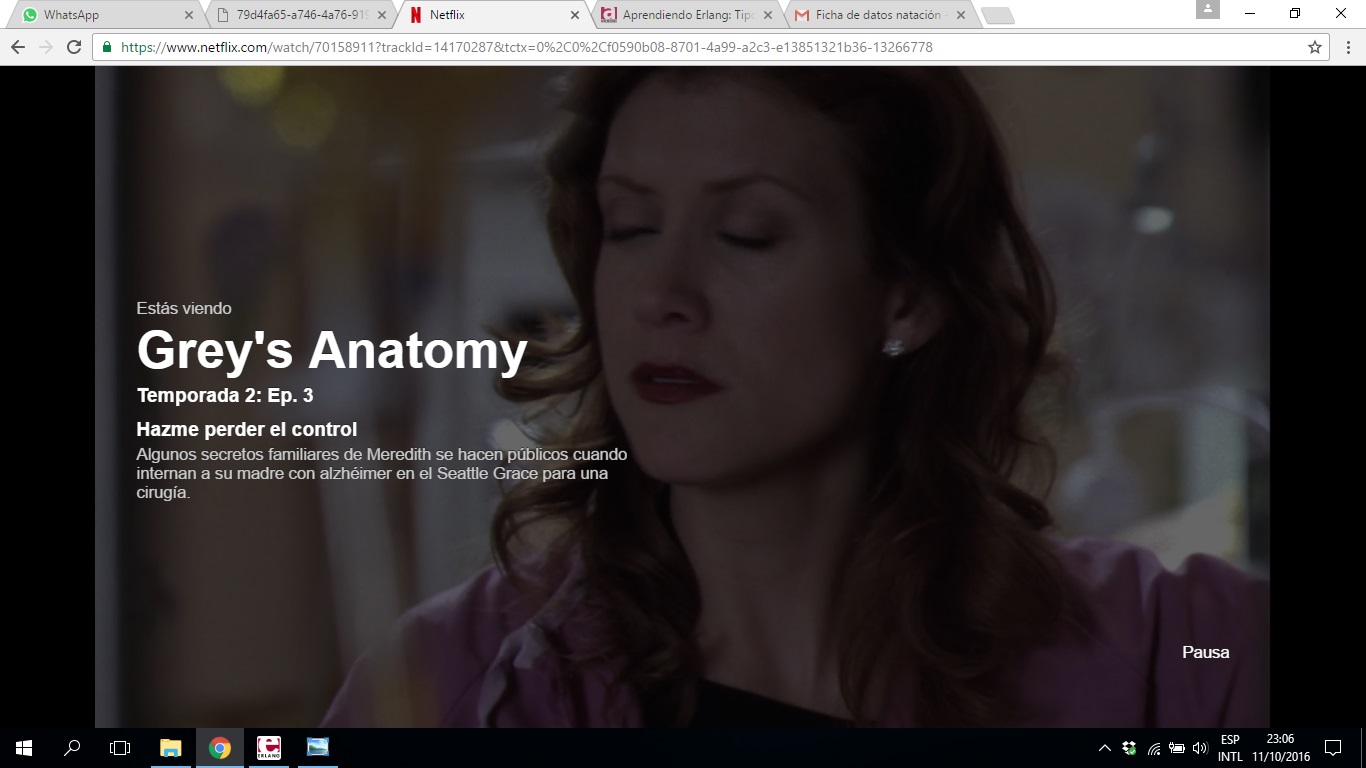 WhatsApp
79d4fa65-a746-4a76-919
Netflix
Aprendiendo Erlang: Tipo
Ficha de datos natación
https://www.netflix.com/watch/70158911?trackId=14170287&tctx=0%2C0%2Cf0590b08-8701-4a99-a2c3-e13851321b36-13266778
Estás viendo
Grey's Anatomy
Temporada 2: Ep. 3
Hazme perder el control
Algunos secretos familiares de Meredith se hacen públicos cuando
internan a su madre con alzhéimer en el Seattle Grace para una
cirugía.
Pausa
ERLANG
ESP
INTL
23:06
11/10/2016